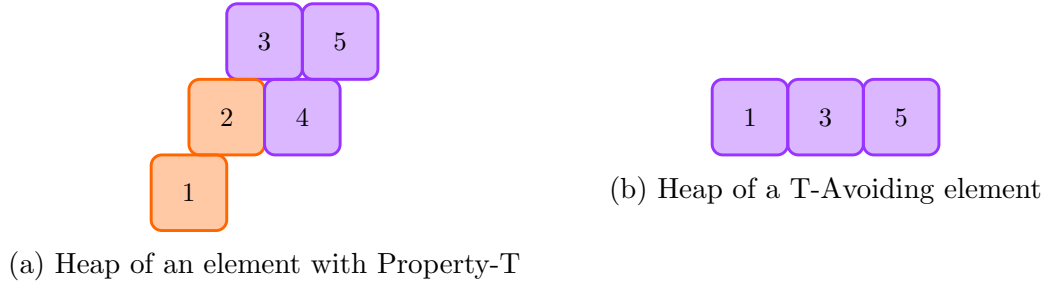 3 5
2 4
1
(a) Heap of an element with Property-T
1 3 5
(b) Heap of a T-Avoiding element